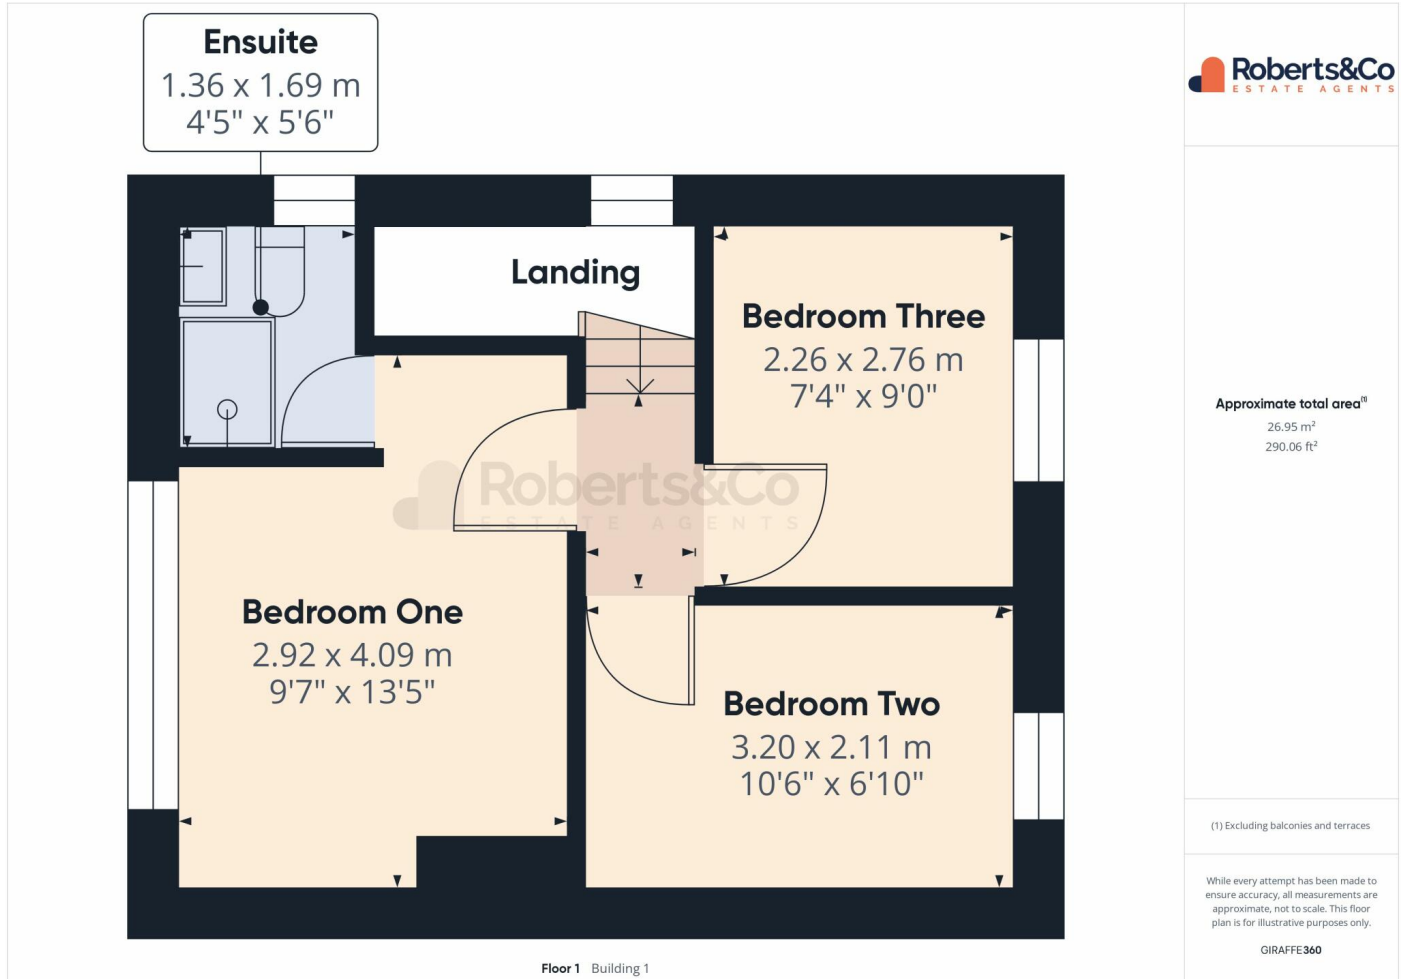 Ensuite
1.36 x 1.69 m
4'5" x 5'6"
Landing
Bedroom Three
2.26 x 2.76 m
7'4" x 9'0"
Roberts&Co
ESTATE AGENTS
Bedroom One
2.92 x 4.09 m
9'7" x 13'5"
Bedroom Two
3.20 x 2.11 m
10'6" x 6'10"
Floor 1 Building 1
Roberts&Co
ESTATE AGENTS
Approximate total area(1)
26.95 m²
290.06 ft²
(1) Excluding balconies and terraces
While every attempt has been made to
ensure accuracy, all measurements are
approximate, not to scale. This floor
plan is for illustrative purposes only.
GIRAFFE360